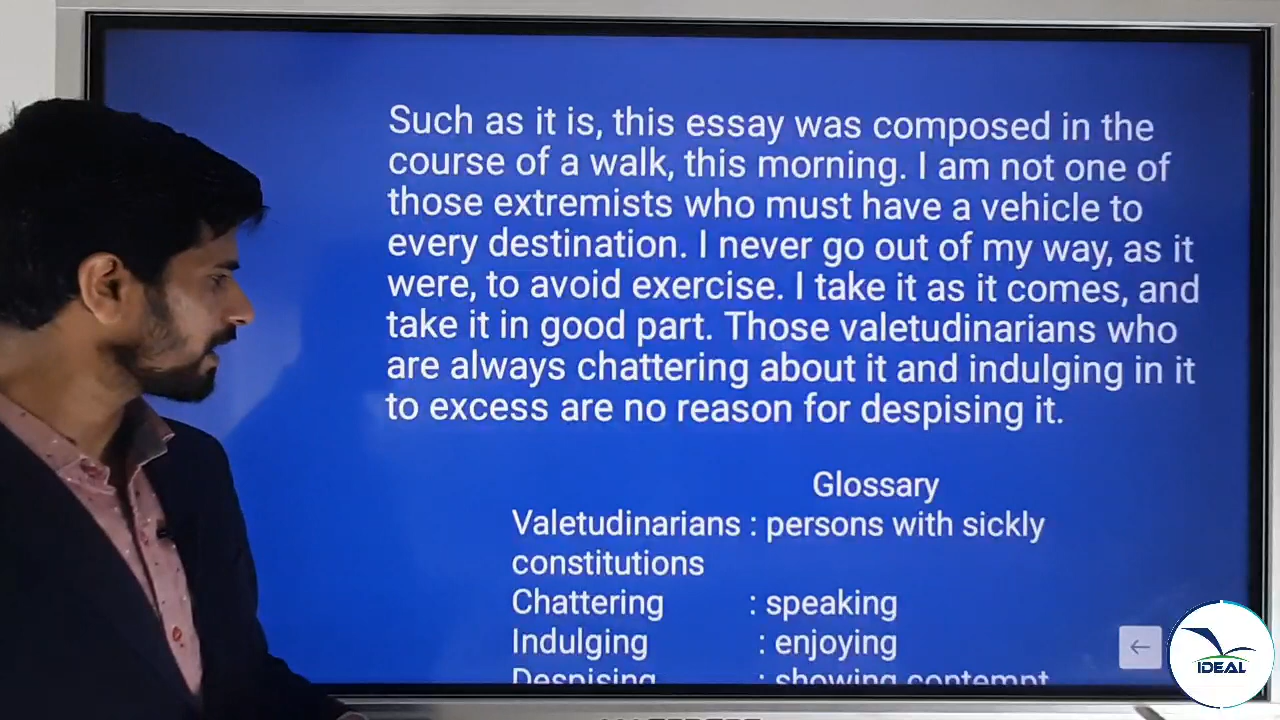 Such as it is, this essay was composed in the
course of a walk, this morning. I am not one of
those extremists who must have a vehicle to
every destination. I never go out of my way, as it
were, to avoid exercise. I take it as it comes, and
take it in good part. Those valetudinarians who
are always chattering about it and indulging in it
to excess are no reason for despising it.
Glossary
Valetudinarians : persons with sickly
constitutions
Chattering : speaking
Indulging : enjoying
Despising : showing contempt
IDEAL